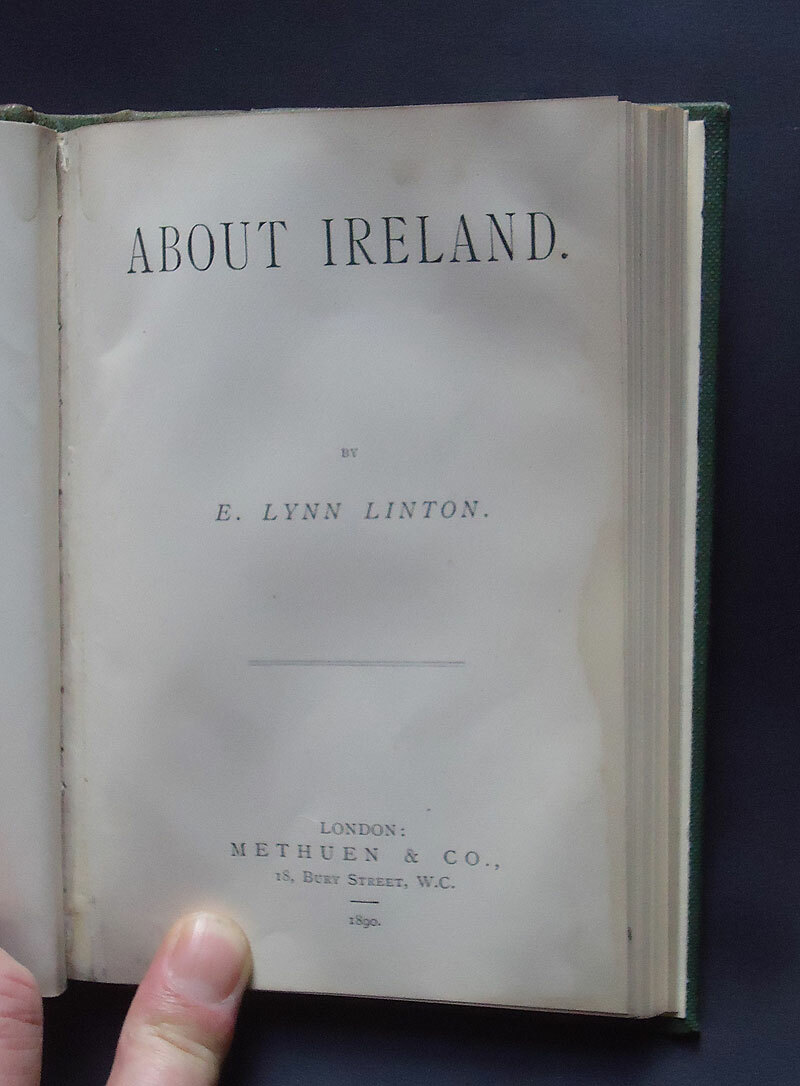 ABOUT IRELAND.
BY
E. LYNN LINTON.
LONDON:
METHUEN & CO.,
18, BURY STREET, W.C.
1890.